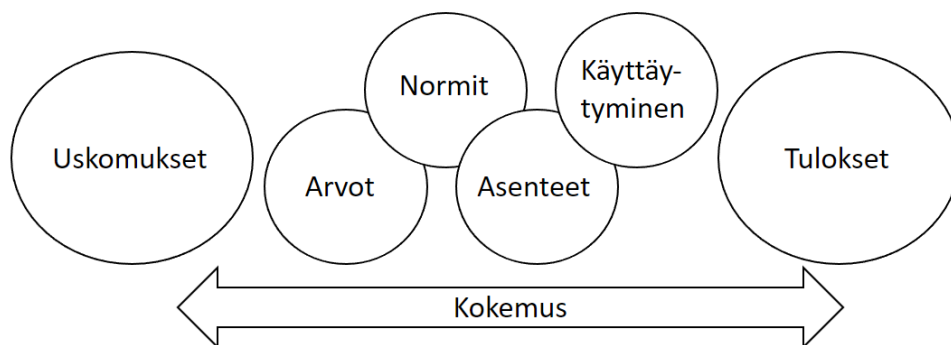 Uskomukset
Arvot
Normit
Asenteet
Käyttäy-
tyminen
Tulokset
Kokemus